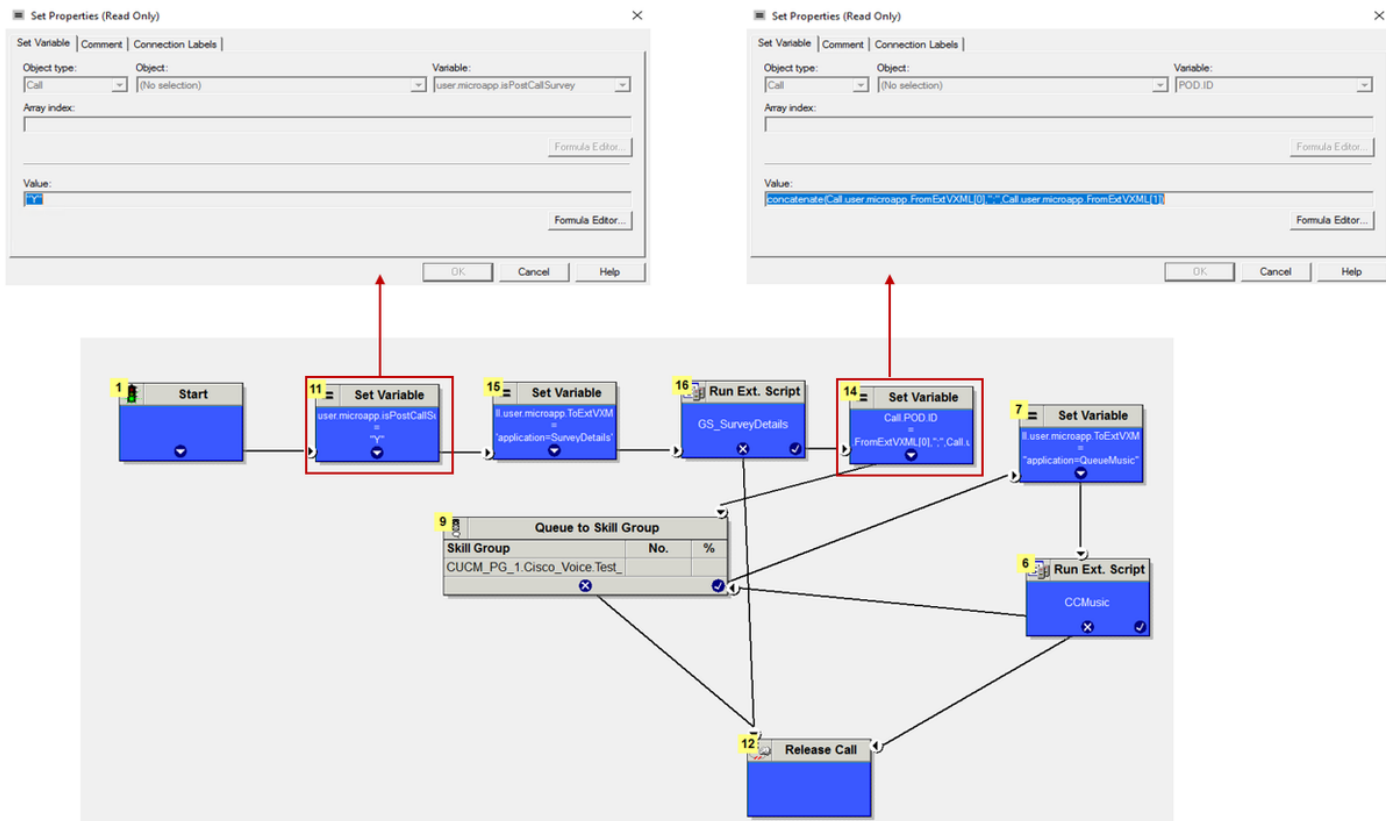 Set Properties (Read Only)
Set Variable Comment Connection Labels
Object type: Object: Variable:
Call (No selection) user.microapp.isPostCallSurvey
Array index:
Formula Editor...
Value:
"Y"
Formula Editor...
OK Cancel Help
Set Properties (Read Only)
Set Variable Comment Connection Labels
Object type: Object: Variable:
Call (No selection) POD.ID
Array index:
Formula Editor...
Value:
concatenate(Call.user.microapp.FromExtVXML[0],";",Call.user.microapp.FromExtVXML[1])
Formula Editor...
OK Cancel Help
1 Start
11 = Set Variable
user.microapp.isPostCallSu
=
"Y"
15 = Set Variable
ll.user.microapp.ToExtVXM
=
'application=SurveyDetails'
16 Run Ext. Script
GS_SurveyDetails
14 = Set Variable
Call.POD.ID
=
FromExtVXML[0],";",Call.u
7 = Set Variable
ll.user.microapp.ToExtVXM
=
"application=QueueMusic"
9 Queue to Skill Group
Skill Group No. %
CUCM_PG_1.Cisco_Voice.Test_
6 Run Ext. Script
CCMusic
12 Release Call